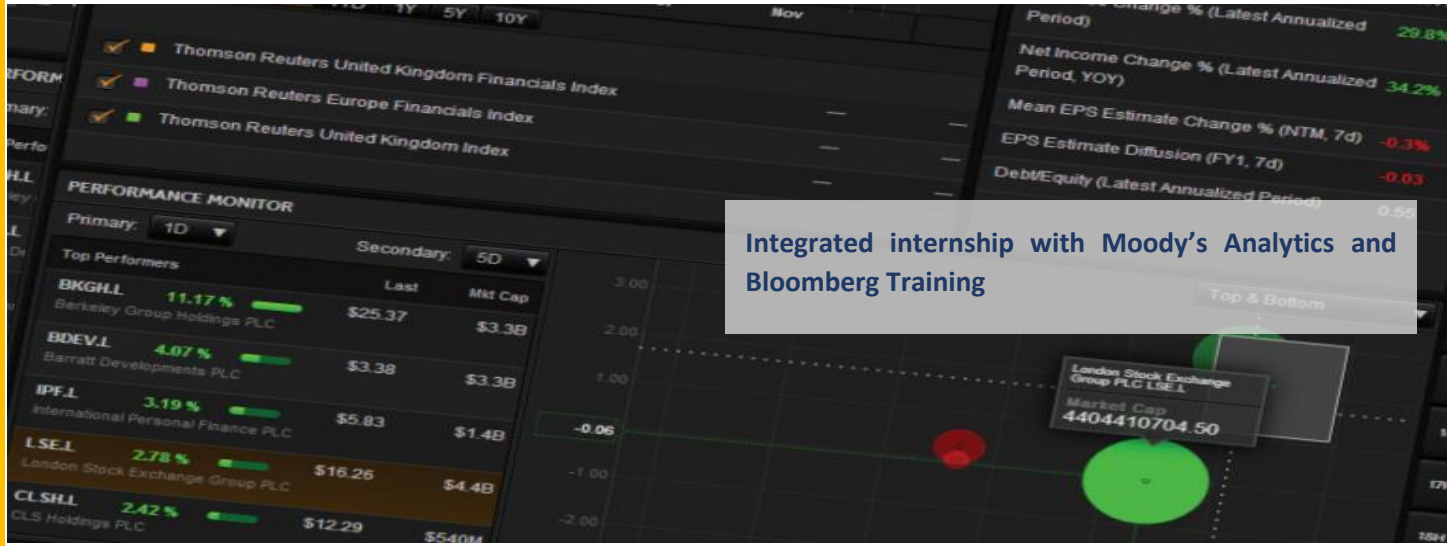 1Y 5Y 10Y
Nov
Thomson Reuters United Kingdom Financials Index
Thomson Reuters Europe Financials Index
Thomson Reuters United Kingdom Index
Change % (Latest Annualized
Period) 29.8%
Net Income Change % (Latest Annualized
Period, YOY) 34.2%
Mean EPS Estimate Change % (NTM, 7d) -0.3%
EPS Estimate Diffusion (FY1, 7d) -0.03
Debt/Equity (Latest Annualized Period) 0.55
Integrated internship with Moody's Analytics and
Bloomberg Training
PERFORMANCE MONITOR
Primary: 1D Secondary: 5D
Top Performers Last Mkt Cap
BKGH.L 11.17 % $25.37 $3.3B
Berkeley Group Holdings PLC
BDEV.L 4.07 % $3.38 $3.3B
Barratt Developments PLC
IPF.L 3.19 % $5.83 $1.4B
International Personal Finance PLC
LSE.L 2.78 % $16.26 $4.4B
London Stock Exchange Group PLC
CLSH.L 2.42 % $12.29 $540M
CLS Holdings PLC
3.00
2.00
1.00
-0.06
-1.00
-2.00
Top & Bottom
London Stock Exchange
Group PLC LSE.L
Market Cap
4404410704.50